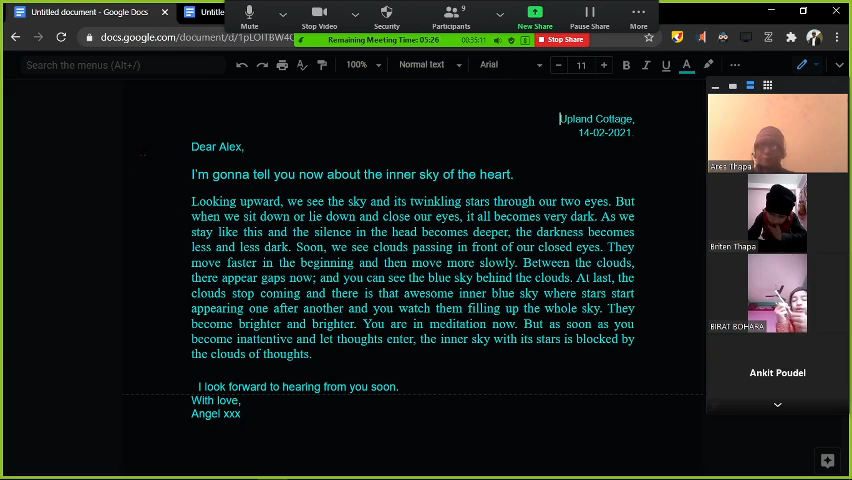 Untitled document - Google Docs
Untit
Mute
Stop Video
Security
Participants
9
New Share
Pause Share
More
docs.google.com/document/d/1pLOITBW4C
Remaining Meeting Time: 05:26
00:35:11
Stop Share
Search the menus (Alt+/)
100%
Normal text
Arial
11
B
I
U
A
Upland Cottage,
14-02-2021.
Dear Alex,
I'm gonna tell you now about the inner sky of the heart.
Looking upward, we see the sky and its twinkling stars through our two eyes. But
when we sit down or lie down and close our eyes, it all becomes very dark. As we
stay like this and the silence in the head becomes deeper, the darkness becomes
less and less dark. Soon, we see clouds passing in front of our closed eyes. They
move faster in the beginning and then move more slowly. Between the clouds,
there appear gaps now; and you can see the blue sky behind the clouds. At last, the
clouds stop coming and there is that awesome inner blue sky where stars start
appearing one after another and you watch them filling up the whole sky. They
become brighter and brighter. You are in meditation now. But as soon as you
become inattentive and let thoughts enter, the inner sky with its stars is blocked by
the clouds of thoughts.
I look forward to hearing from you soon.
With love,
Angel xxx
Ares Thapa
Briten Thapa
BIRAT BOHARA
Ankit Poudel